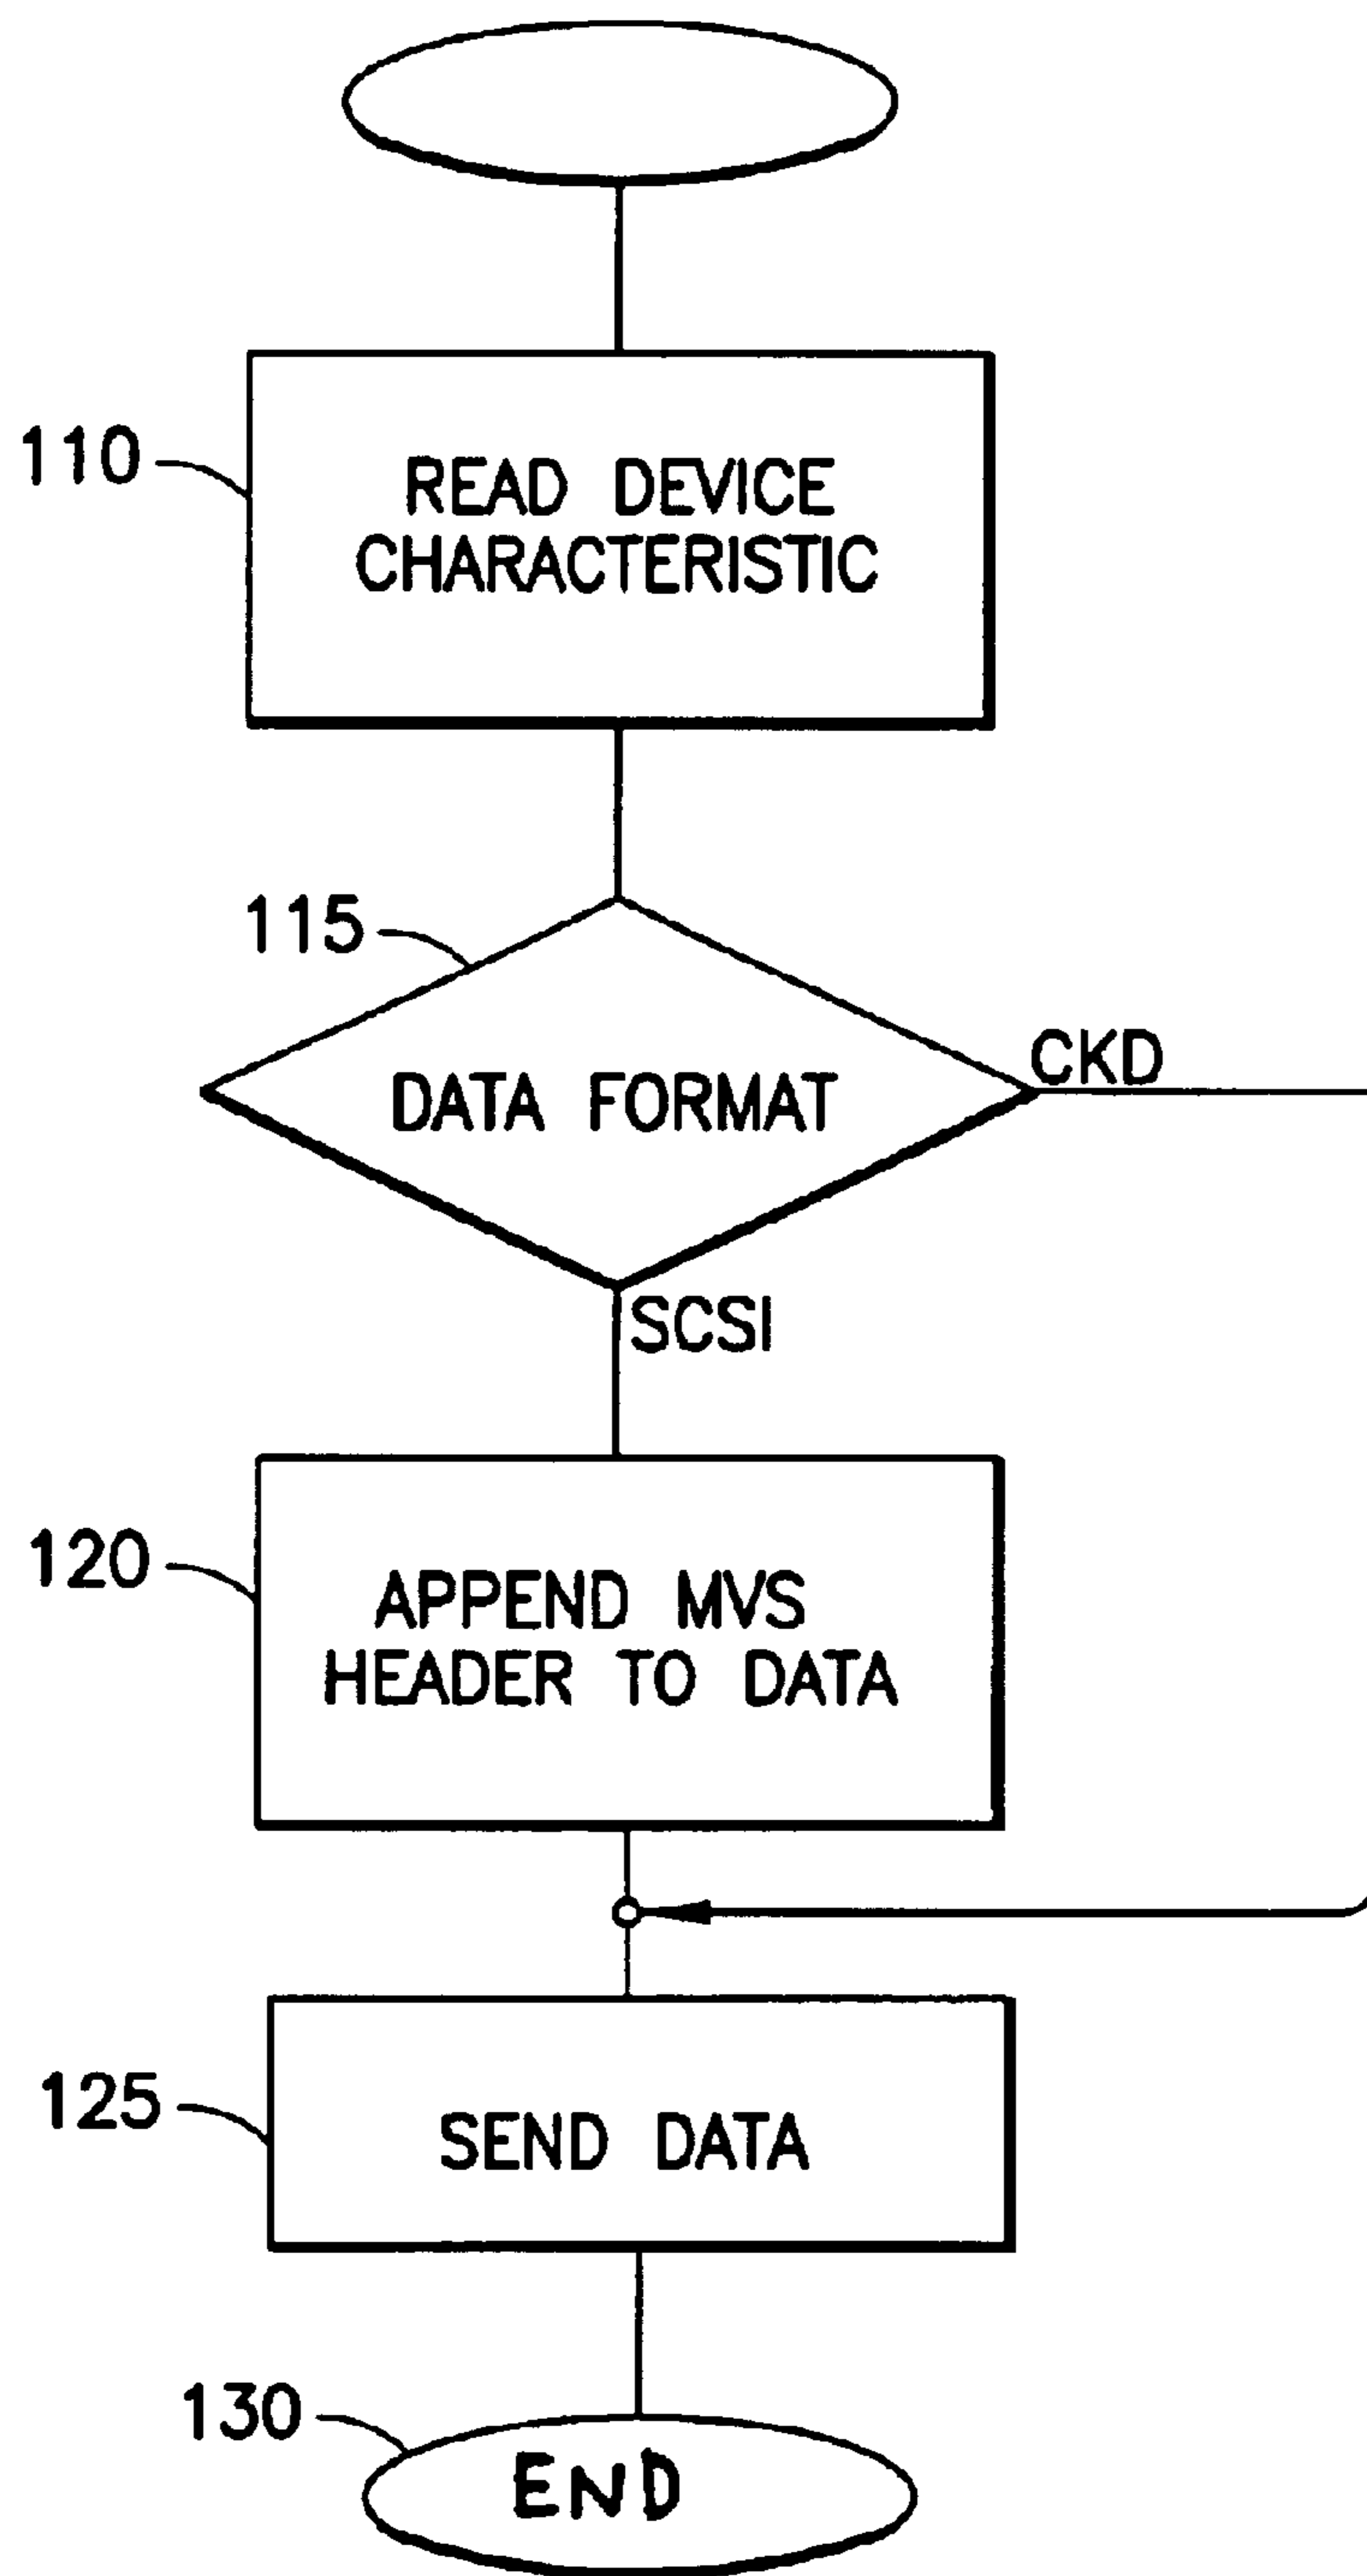 110
READ DEVICE
CHARACTERISTIC
115
DATA FORMAT
CKD
SCSI
120
APPEND MVS
HEADER TO DATA
125
SEND DATA
130
END